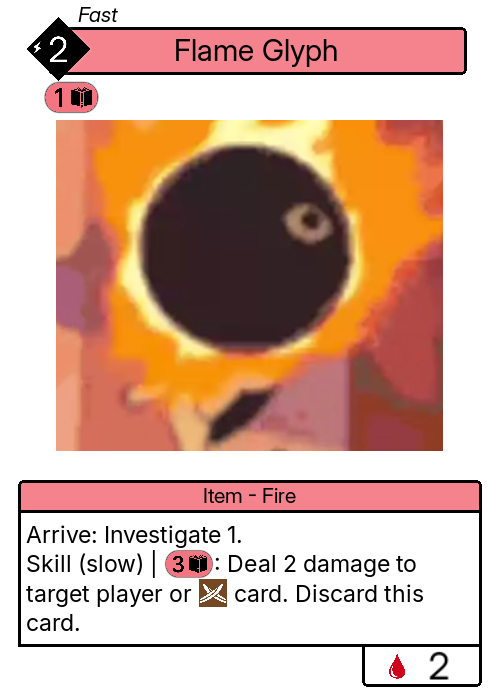 Fast
2
Flame Glyph
1
Item - Fire
Arrive: Investigate 1.
Skill (slow) | 3 : Deal 2 damage to
target player or card. Discard this
card.
2